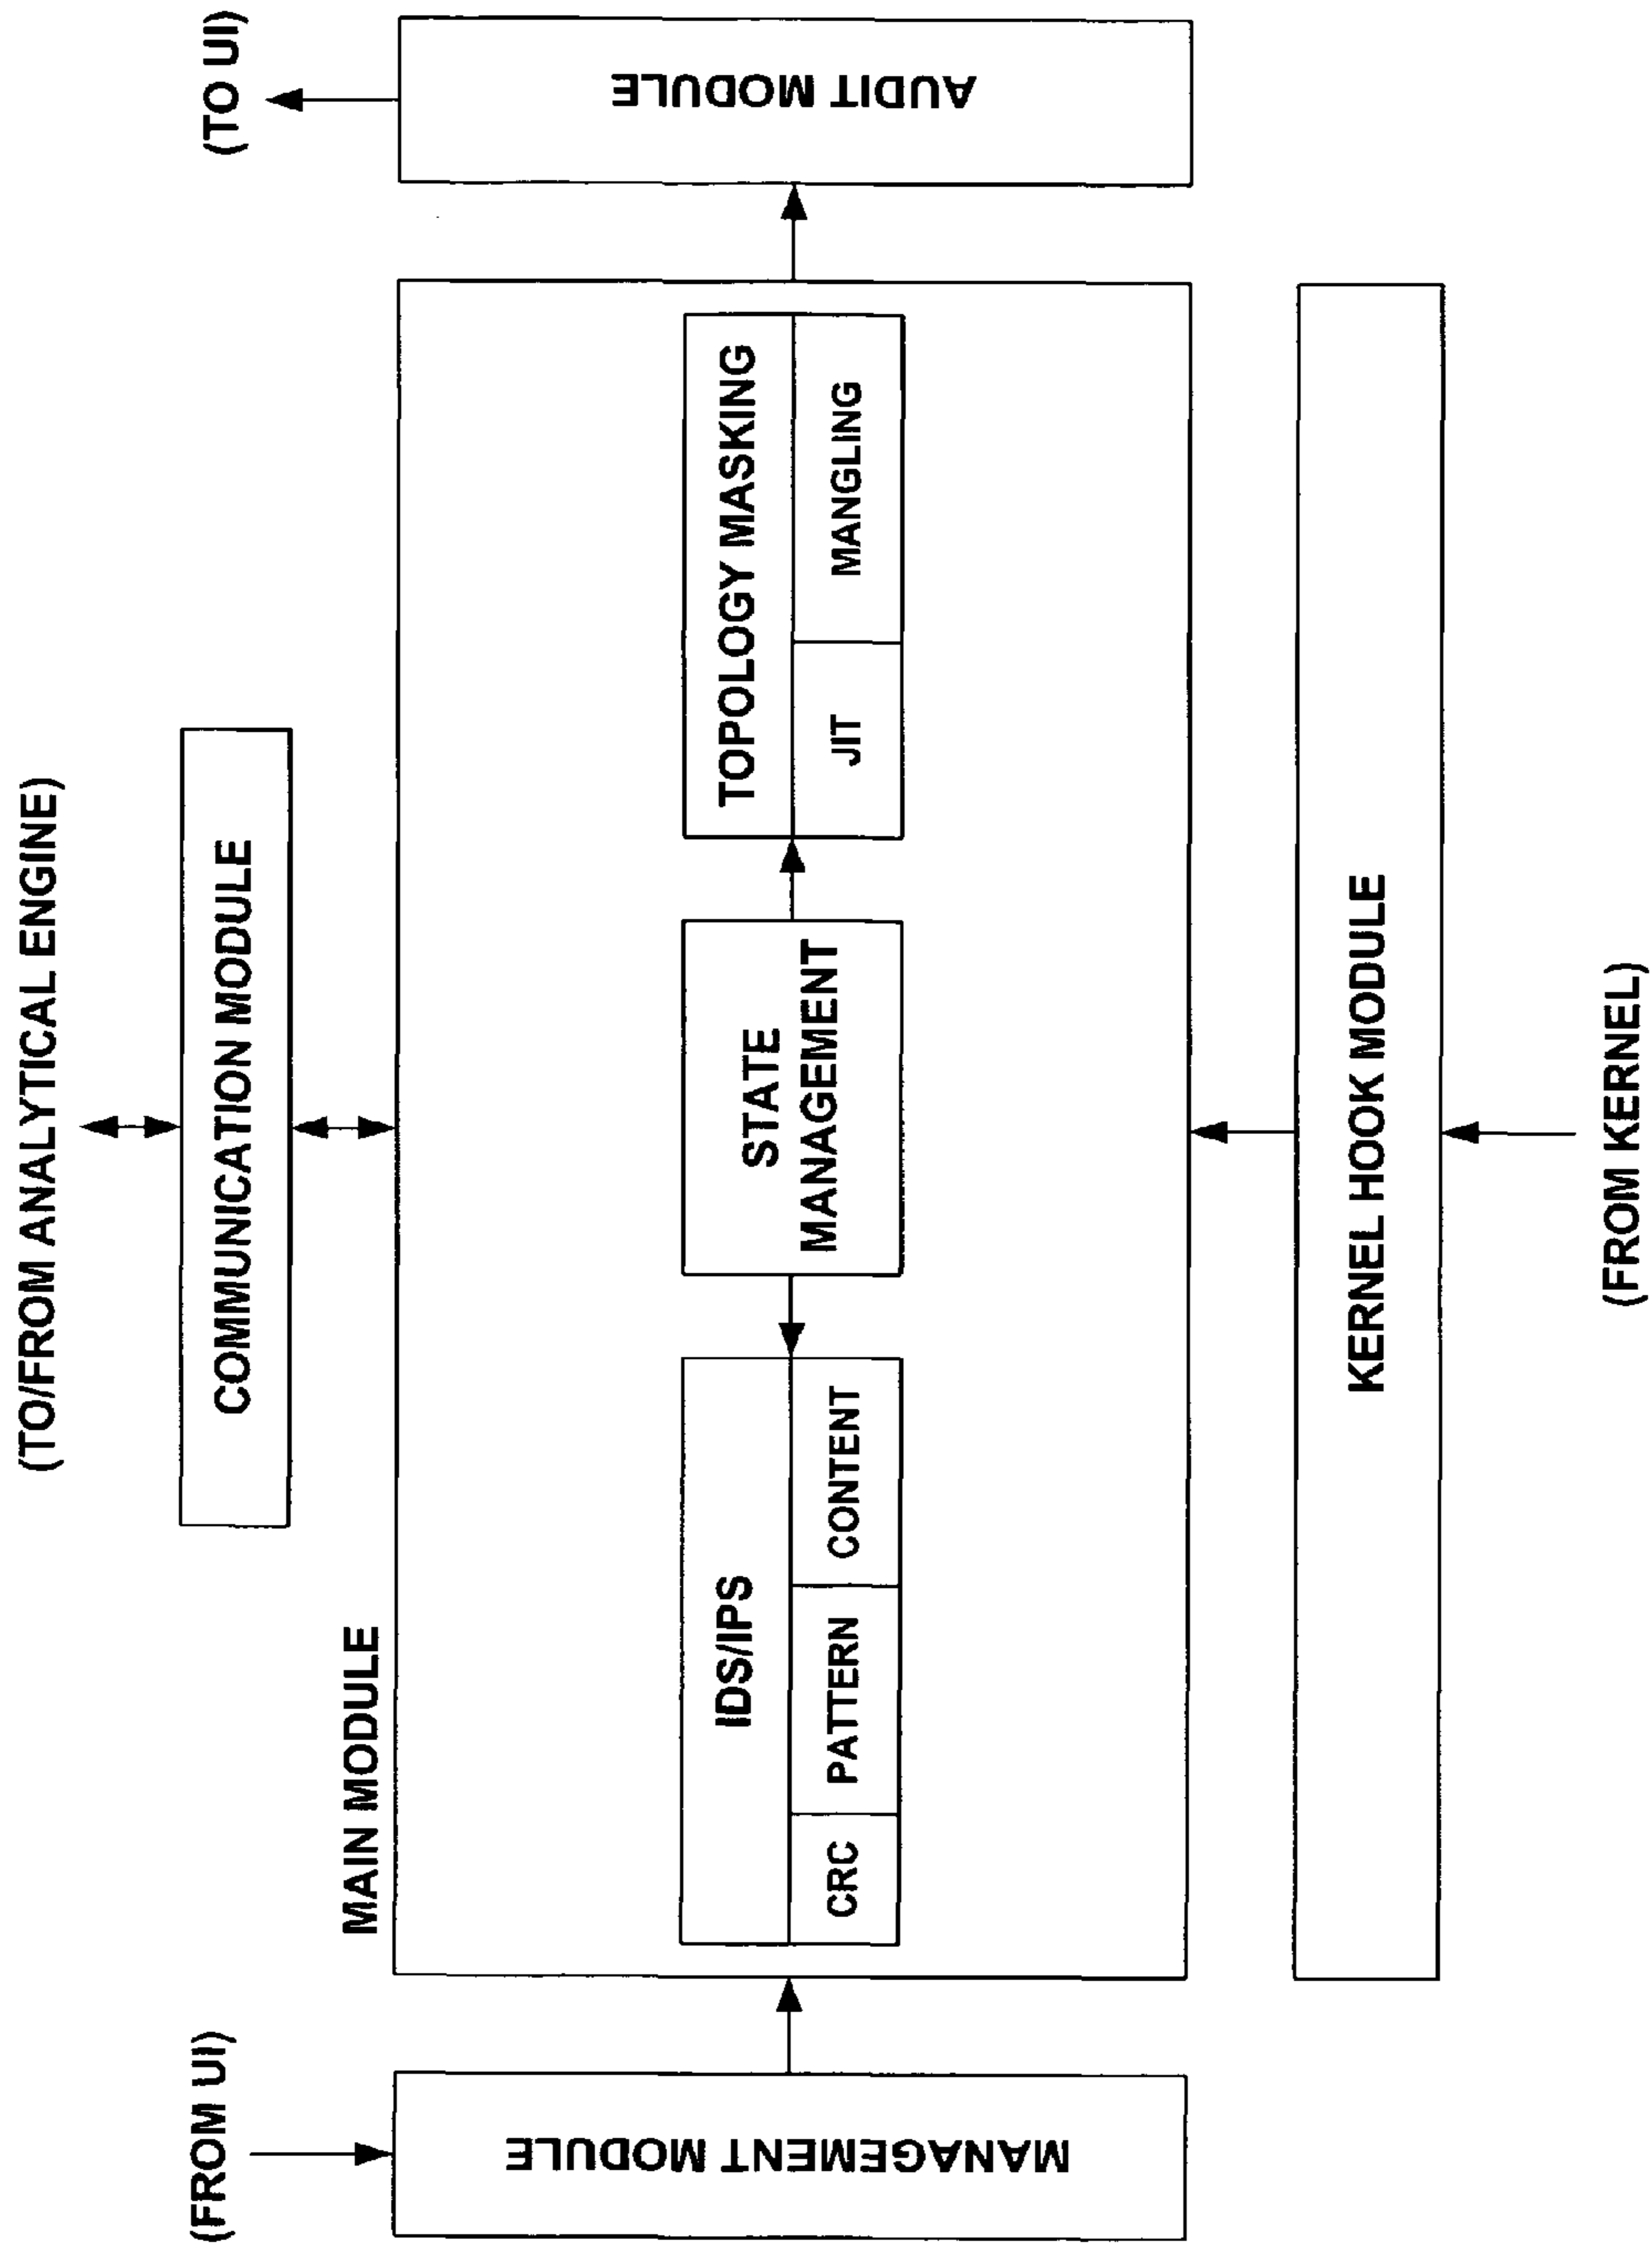 (TO/FROM ANALYTICAL ENGINE)
(FROM UI)
COMMUNICATION MODULE
(TO UI)
MAIN MODULE
MANAGEMENT MODULE
IDS/IPS
CRC
PATTERN
CONTENT
STATE
MANAGEMENT
TOPOLOGY MASKING
JIT
MANGLING
AUDIT MODULE
KERNEL HOOK MODULE
(FROM KERNEL)